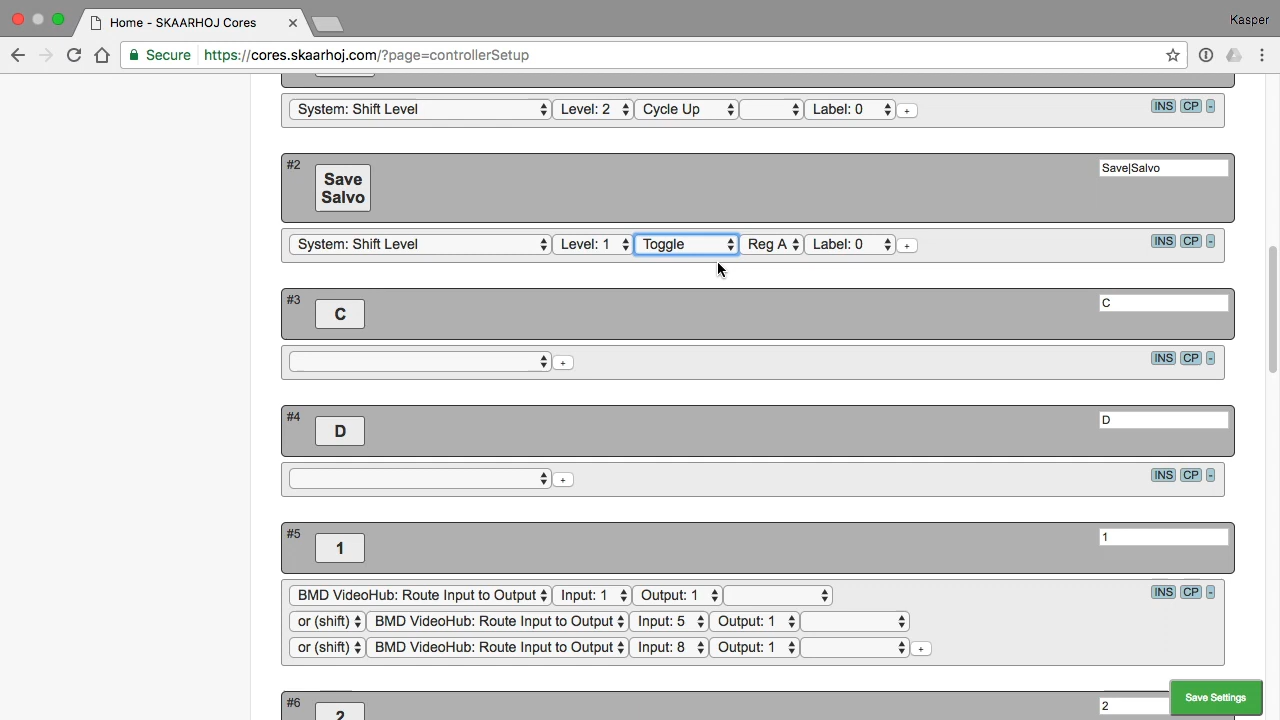 Home - SKAARHOJ Cores
Kasper
Secure https://cores.skaarhoj.com/?page=controllerSetup
System: Shift Level Level: 2 Cycle Up Label: 0 + INS CP -
#2 Save Salvo Save|Salvo
System: Shift Level Level: 1 Toggle Reg A Label: 0 + INS CP -
#3 C C
+ INS CP -
#4 D D
+ INS CP -
#5 1 1
BMD VideoHub: Route Input to Output Input: 1 Output: 1 INS CP -
or (shift) BMD VideoHub: Route Input to Output Input: 5 Output: 1
or (shift) BMD VideoHub: Route Input to Output Input: 8 Output: 1 +
#6 2 2
Save Settings